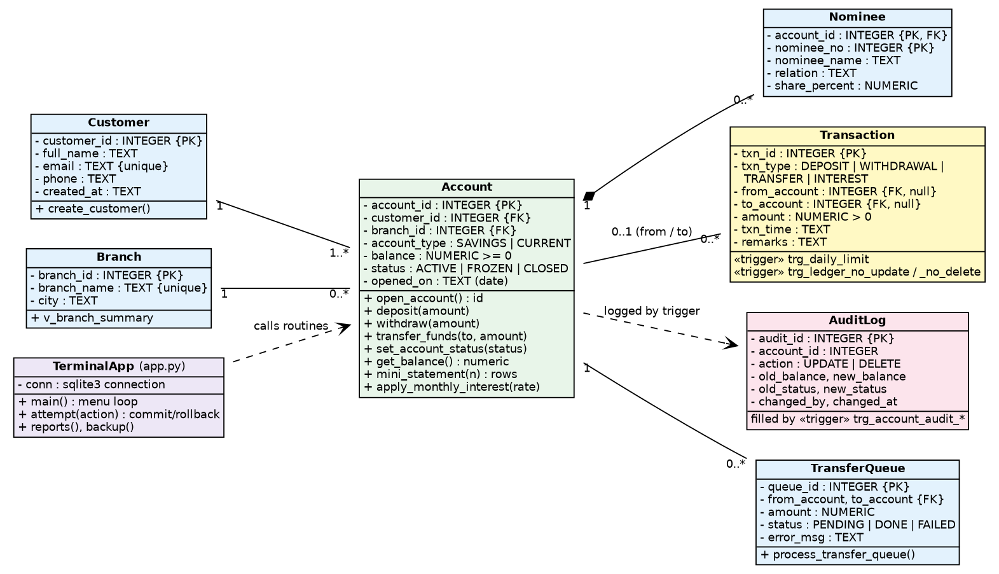 Nominee
- account_id : INTEGER {PK, FK}
- nominee_no : INTEGER {PK}
- nominee_name : TEXT
- relation : TEXT
- share_percent : NUMERIC
Customer
- customer_id : INTEGER {PK}
- full_name : TEXT
- email : TEXT {unique}
- phone : TEXT
- created_at : TEXT
+ create_customer()
Transaction
- txn_id : INTEGER {PK}
- txn_type : DEPOSIT | WITHDRAWAL |
TRANSFER | INTEREST
- from_account : INTEGER {FK, null}
- to_account : INTEGER {FK, null}
- amount : NUMERIC > 0
- txn_time : TEXT
- remarks : TEXT
«trigger» trg_daily_limit
«trigger» trg_ledger_no_update / _no_delete
Account
- account_id : INTEGER {PK}
- customer_id : INTEGER {FK}
- branch_id : INTEGER {FK}
- account_type : SAVINGS | CURRENT
- balance : NUMERIC >= 0
- status : ACTIVE | FROZEN | CLOSED
- opened_on : TEXT (date)
+ open_account() : id
+ deposit(amount)
+ withdraw(amount)
+ transfer_funds(to, amount)
+ set_account_status(status)
+ get_balance() : numeric
+ mini_statement(n) : rows
+ apply_monthly_interest(rate)
Branch
- branch_id : INTEGER {PK}
- branch_name : TEXT {unique}
- city : TEXT
+ v_branch_summary
TerminalApp (app.py)
- conn : sqlite3 connection
+ main() : menu loop
+ attempt(action) : commit/rollback
+ reports(), backup()
AuditLog
- audit_id : INTEGER {PK}
- account_id : INTEGER
- action : UPDATE | DELETE
- old_balance, new_balance
- old_status, new_status
- changed_by, changed_at
filled by «trigger» trg_account_audit_*
TransferQueue
- queue_id : INTEGER {PK}
- from_account, to_account {FK}
- amount : NUMERIC
- status : PENDING | DONE | FAILED
- error_msg : TEXT
+ process_transfer_queue()
1
1..*
1
0..*
calls routines
1
0..*
0..1 (from / to)
0..*
logged by trigger
1
0..*